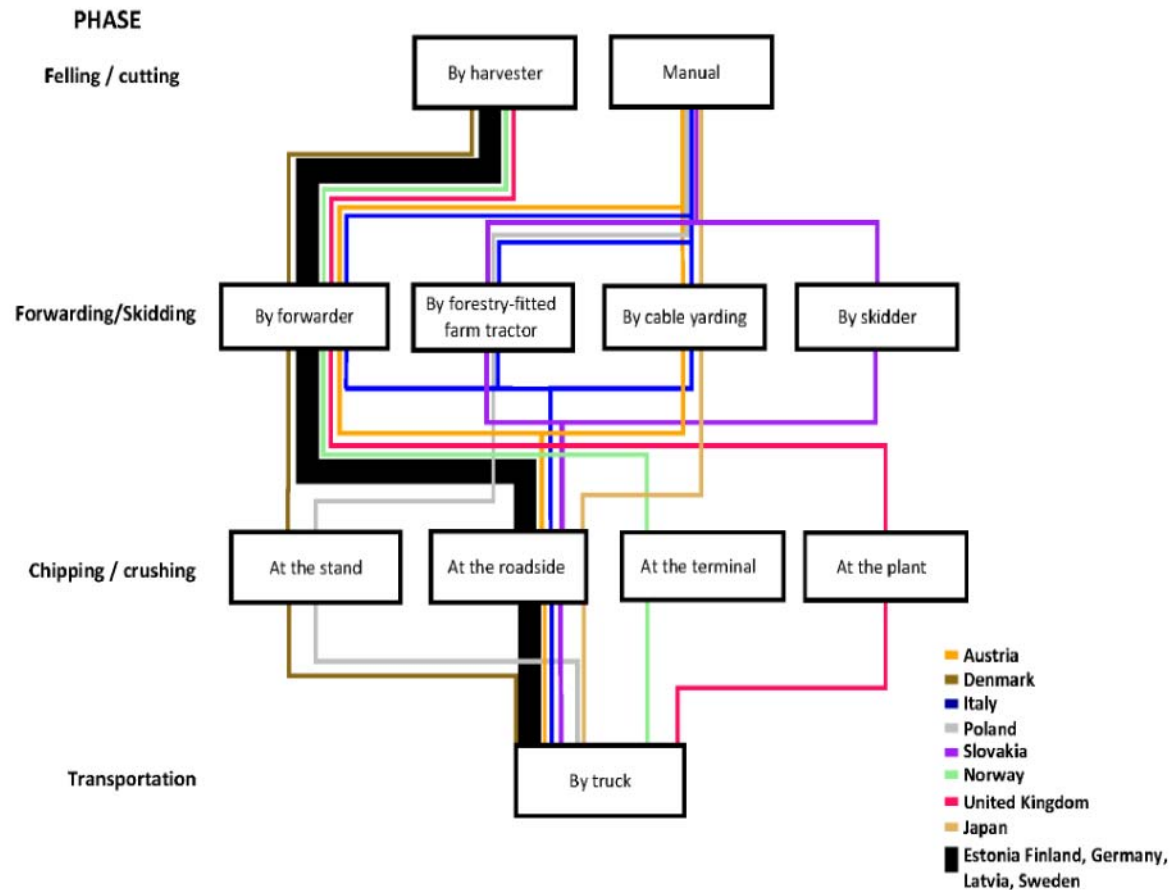 PHASE
Felling / cutting
By harvester
Manual
Forwarding/Skidding
By forwarder
By forestry-fitted
farm tractor
By cable yarding
By skidder
Chipping / crushing
At the stand
At the roadside
At the terminal
At the plant
Transportation
By truck
Austria
Denmark
Italy
Poland
Slovakia
Norway
United Kingdom
Japan
Estonia Finland, Germany,
Latvia, Sweden